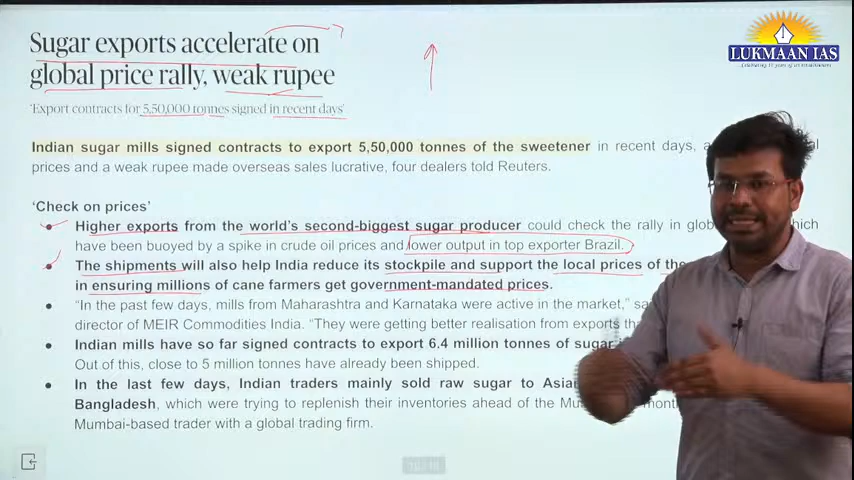 Sugar exports accelerate on
global price rally, weak rupee
'Export contracts for 5,50,000 tonnes signed in recent days'
LUKMAAN IAS
Indian sugar mills signed contracts to export 5,50,000 tonnes of the sweetener in recent days, a
prices and a weak rupee made overseas sales lucrative, four dealers told Reuters.
'Check on prices'
Higher exports from the world's second-biggest sugar producer could check the rally in glob hich
have been buoyed by a spike in crude oil prices and lower output in top exporter Brazil.
The shipments will also help India reduce its stockpile and support the local prices of the
in ensuring millions of cane farmers get government-mandated prices.
"In the past few days, mills from Maharashtra and Karnataka were active in the market," sa
director of MEIR Commodities India. "They were getting better realisation from exports tha
Indian mills have so far signed contracts to export 6.4 million tonnes of sugar
Out of this, close to 5 million tonnes have already been shipped.
In the last few days, Indian traders mainly sold raw sugar to Asia
Bangladesh, which were trying to replenish their inventories ahead of the Mus month
Mumbai-based trader with a global trading firm.